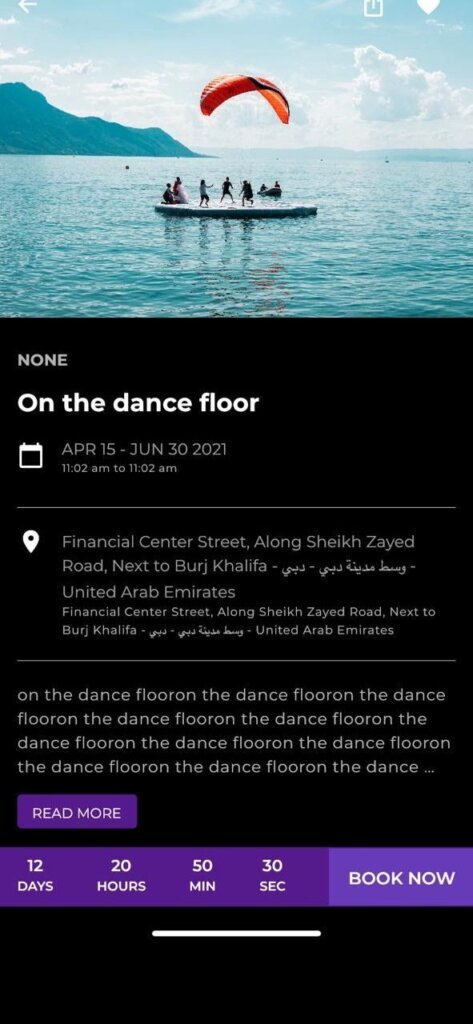 NONE
On the dance floor
APR 15 - JUN 30 2021
11:02 am to 11:02 am
Financial Center Street, Along Sheikh Zayed
Road, Next to Burj Khalifa - وسط مدينة دبي - دبي -
United Arab Emirates
Financial Center Street, Along Sheikh Zayed Road, Next to
Burj Khalifa - وسط مدينة دبي - دبي - United Arab Emirates
on the dance flooron the dance flooron the dance
flooron the dance flooron the dance flooron the
dance flooron the dance flooron the dance flooron
the dance flooron the dance flooron the dance ...
READ MORE
12 20 50 30
DAYS HOURS MIN SEC
BOOK NOW